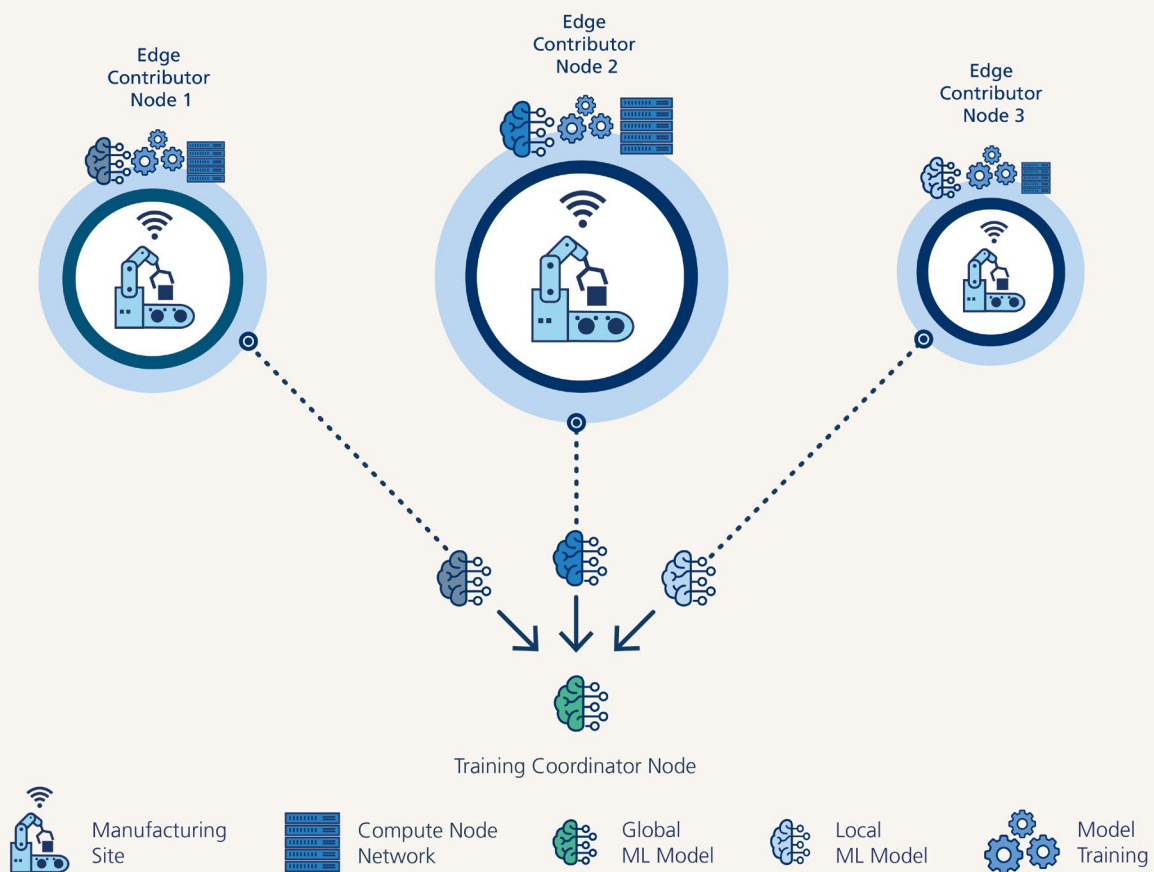 Edge
Contributor
Node 1
Edge
Contributor
Node 2
Edge
Contributor
Node 3
Training Coordinator Node
Manufacturing
Site
Compute Node
Network
Global
ML Model
Local
ML Model
Model
Training